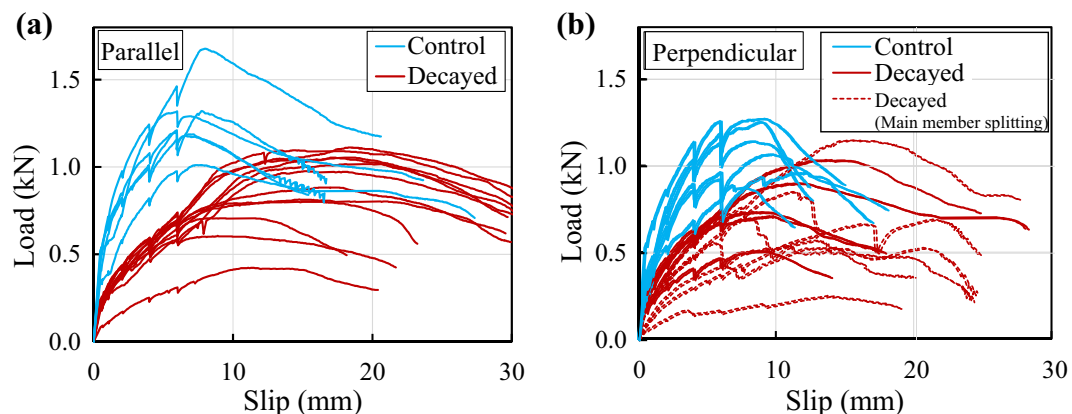 (a)
Parallel
Control
Decayed
1.5
1.0
0.5
0.0
0
10
20
30
Load (kN)
Slip (mm)
(b)
Perpendicular
Control
Decayed
Decayed
(Main member splitting)
1.5
1.0
0.5
0.0
0
10
20
30
Load (kN)
Slip (mm)